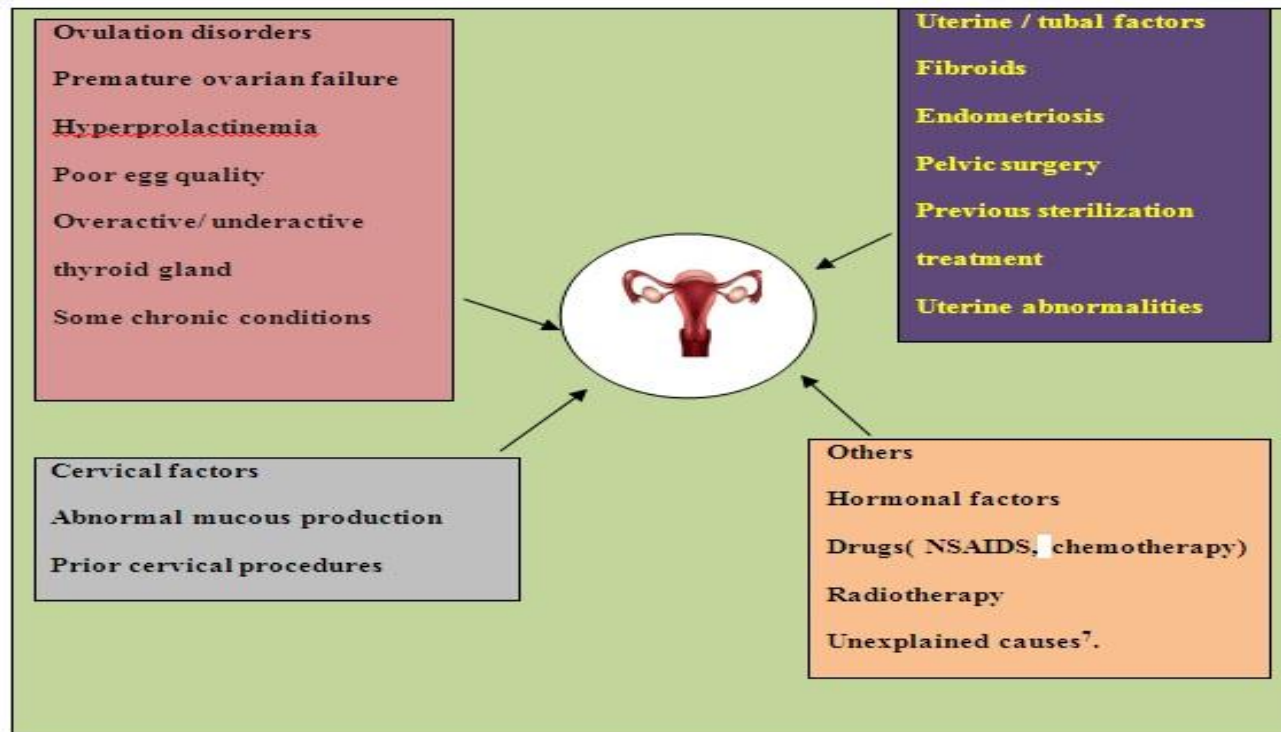 Ovulation disorders
Premature ovarian failure
Hyperprolactinemia
Poor egg quality
Overactive/ underactive
thyroid gland
Some chronic conditions
Uterine / tubal factors
Fibroids
Endometriosis
Pelvic surgery
Previous sterilization
treatment
Uterine abnormalities
Cervical factors
Abnormal mucous production
Prior cervical procedures
Others
Hormonal factors
Drugs( NSAIDS, chemotherapy)
Radiotherapy
Unexplained causes⁷.